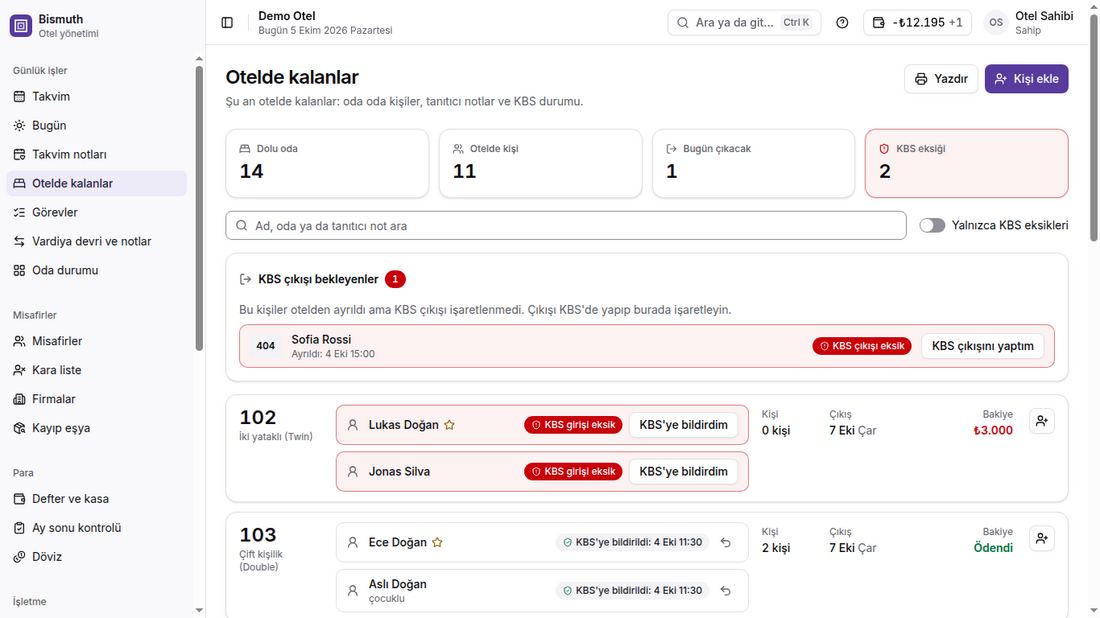 Bismuth
Otel yönetimi
Günlük işler
Takvim
Bugün
Takvim notları
Otelde kalanlar
Görevler
Vardiya devri ve notlar
Oda durumu
Misafirler
Misafirler
Kara liste
Firmalar
Kayıp eşya
Para
Defter ve kasa
Ay sonu kontrolü
Döviz
İşletme
Demo Otel
Bugün 5 Ekim 2026 Pazartesi
Ara ya da git... Ctrl K
-₺12.195 +1
OS
Otel Sahibi
Sahip
Otelde kalanlar
Şu an otelde kalanlar: oda oda kişiler, tanıtıcı notlar ve KBS durumu.
Yazdır
Kişi ekle
Dolu oda
14
Otelde kişi
11
Bugün çıkacak
1
KBS eksiği
2
Ad, oda ya da tanıtıcı not ara
Yalnızca KBS eksikleri
KBS çıkışı bekleyenler 1
Bu kişiler otelden ayrıldı ama KBS çıkışı işaretlenmedi. Çıkışı KBS'de yapıp burada işaretleyin.
404
Sofia Rossi
Ayrıldı: 4 Eki 15:00
KBS çıkışı eksik
KBS çıkışını yaptım
102
İki yataklı (Twin)
Lukas Doğan
KBS girişi eksik
KBS'ye bildirdim
Jonas Silva
KBS girişi eksik
KBS'ye bildirdim
Kişi
0 kişi
Çıkış
7 Eki Çar
Bakiye
₺3.000
103
Çift kişilik
(Double)
Ece Doğan
KBS'ye bildirildi: 4 Eki 11:30
Aslı Doğan
çocuklu
KBS'ye bildirildi: 4 Eki 11:30
Kişi
2 kişi
Çıkış
7 Eki Çar
Bakiye
Ödendi